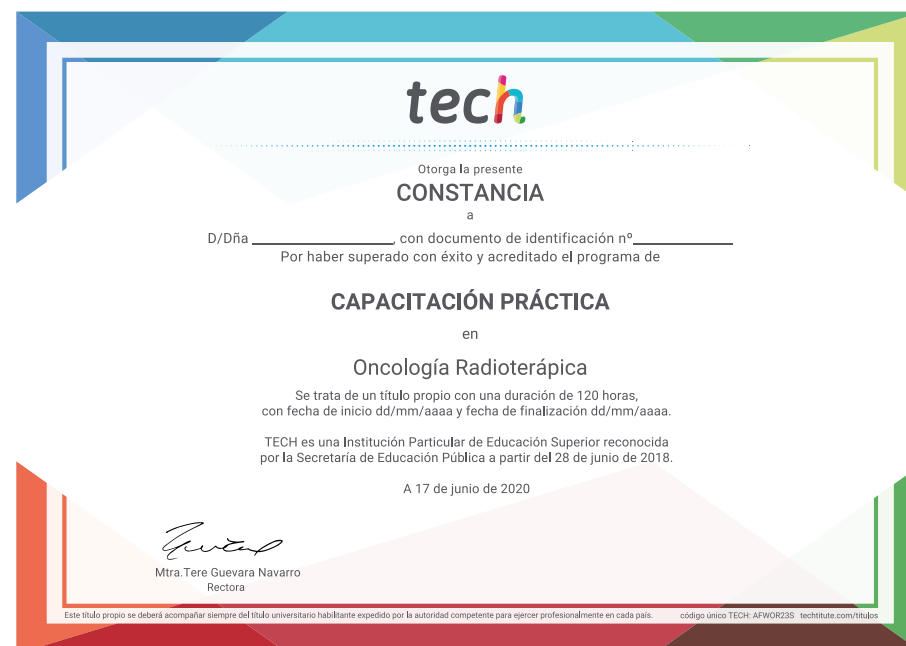 tech
Otorga la presente
CONSTANCIA
a
D/Dña ____________________, con documento de identificación nº______________
Por haber superado con éxito y acreditado el programa de
CAPACITACIÓN PRÁCTICA
en
Oncología Radioterápica
Se trata de un título propio con una duración de 120 horas,
con fecha de inicio dd/mm/aaaa y fecha de finalización dd/mm/aaaa.
TECH es una Institución Particular de Educación Superior reconocida
por la Secretaría de Educación Pública a partir del 28 de junio de 2018.
A 17 de junio de 2020
Mtra.Tere Guevara Navarro
Rectora
Este título propio se deberá acompañar siempre del título universitario habilitante expedido por la autoridad competente para ejercer profesionalmente en cada país. código único TECH: AFWOR23S techtitute.com/titulos